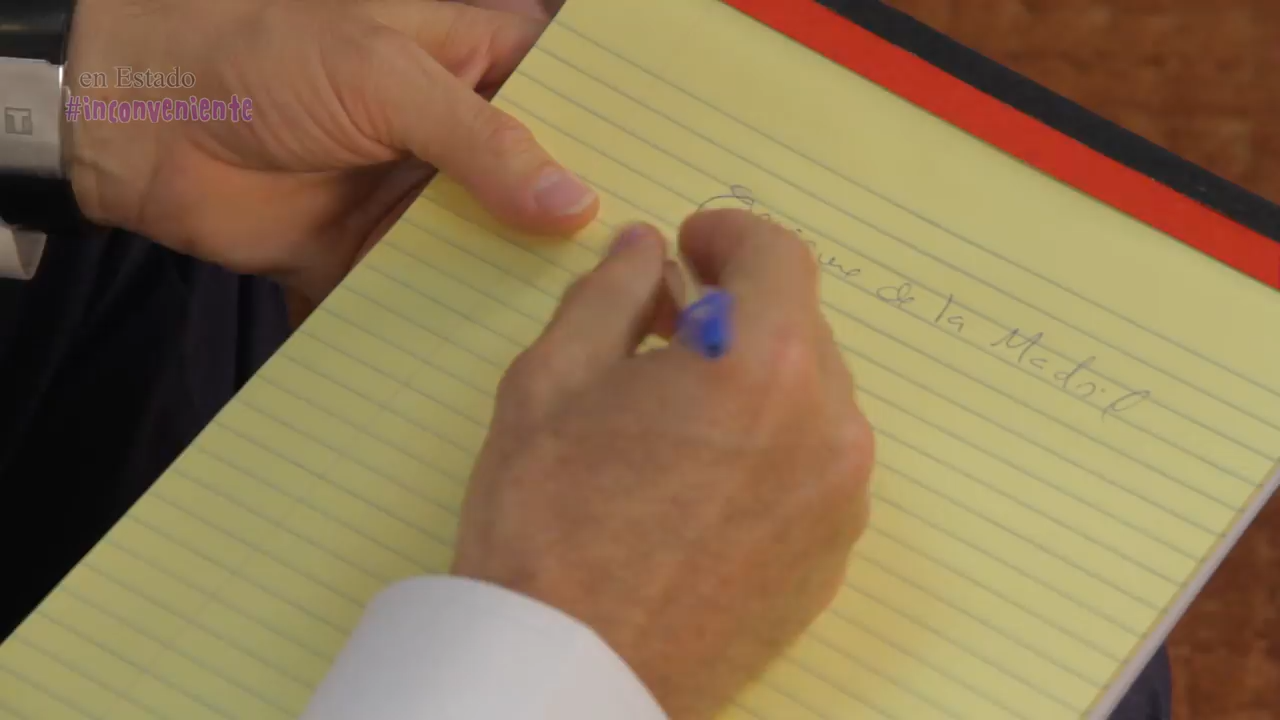 en Estado
#inconveniente
T
de la Madrid